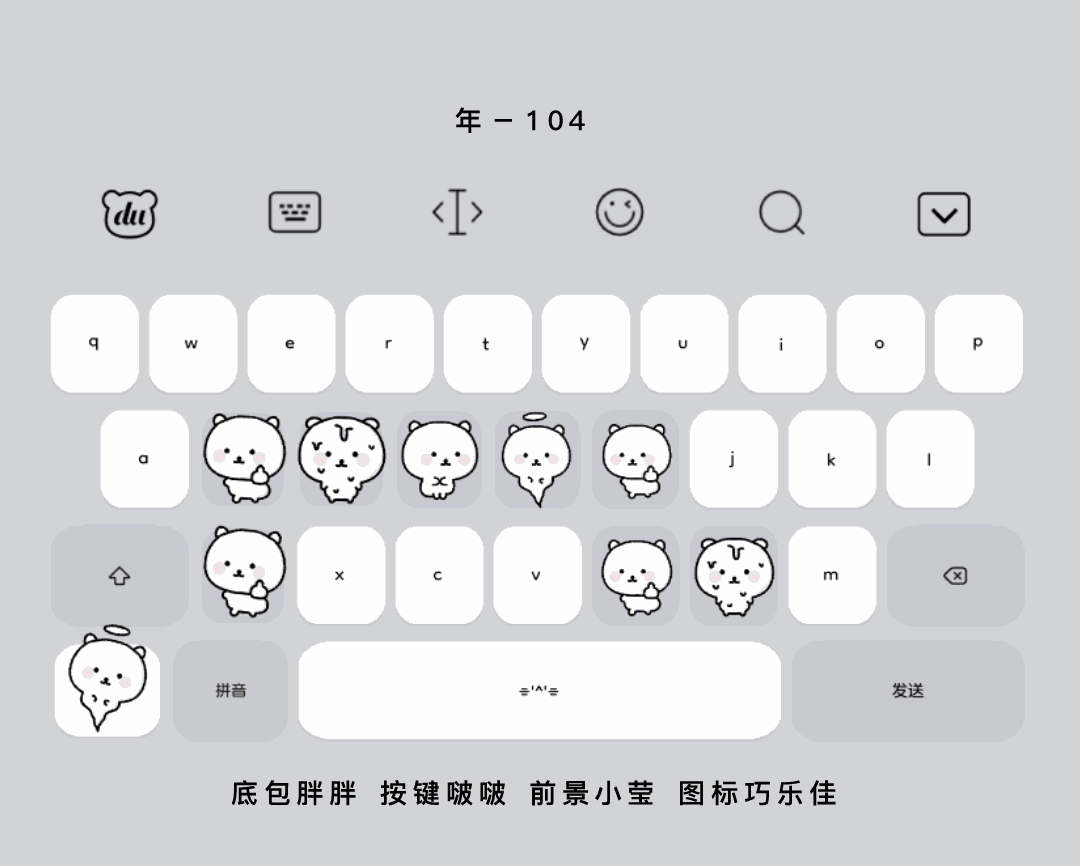 年－104
du
q w e r t y u i o p
a j k l
x c v m
拼音 ≡'^'≡ 发送
底包胖胖 按键啵啵 前景小莹 图标巧乐佳